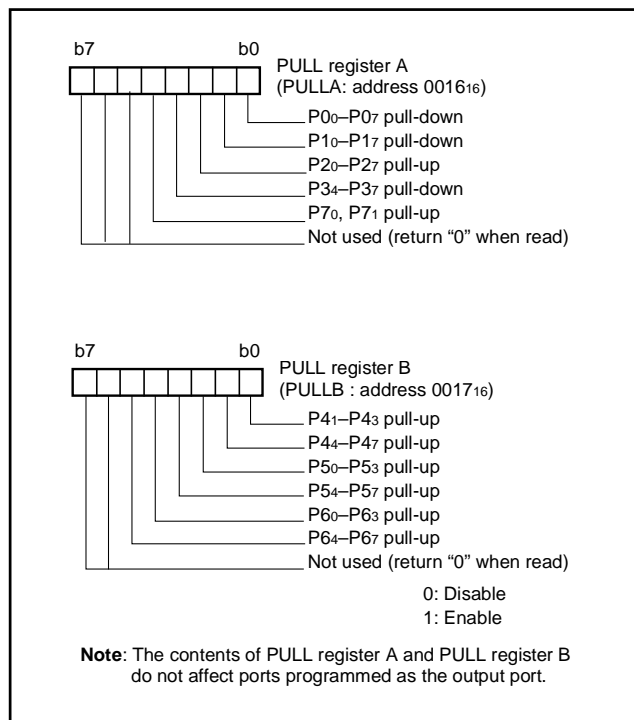 b7 b0
PULL register A
(PULLA: address 0016₁₆)
P0₀–P0₇ pull-down
P1₀–P1₇ pull-down
P2₀–P2₇ pull-up
P3₄–P3₇ pull-down
P7₀, P7₁ pull-up
Not used (return “0” when read)
b7 b0
PULL register B
(PULLB : address 0017₁₆)
P4₁–P4₃ pull-up
P4₄–P4₇ pull-up
P5₀–P5₃ pull-up
P5₄–P5₇ pull-up
P6₀–P6₃ pull-up
P6₄–P6₇ pull-up
Not used (return “0” when read)
0: Disable
1: Enable
Note: The contents of PULL register A and PULL register B
do not affect ports programmed as the output port.